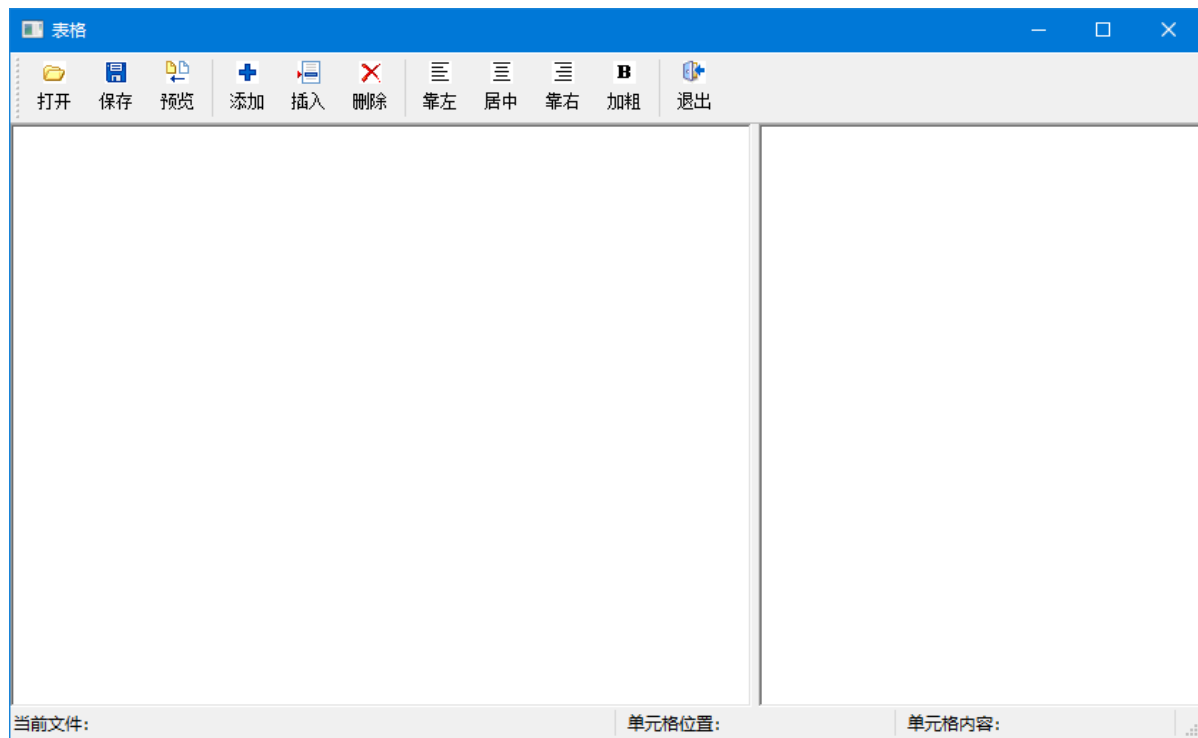 表格
打开 保存 预览 添加 插入 删除 靠左 居中 靠右 加粗 退出
当前文件: 单元格位置: 单元格内容: